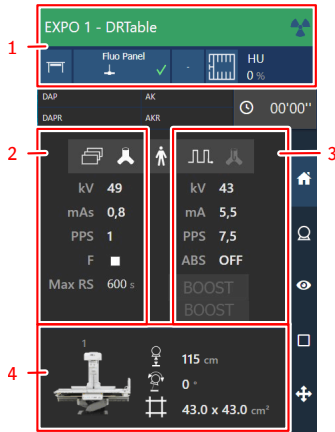 EXPO 1 - DRTable
1
Fluo Panel
-
HU
0 %
DAP AK
DAPR AKR
00'00''
2
3
kV 49
mAs 0,8
PPS 1
F
Max RS 600 s
kV 43
mA 5,5
PPS 7,5
ABS OFF
BOOST
BOOST
4
1
115 cm
0 °
43.0 x 43.0 cm²